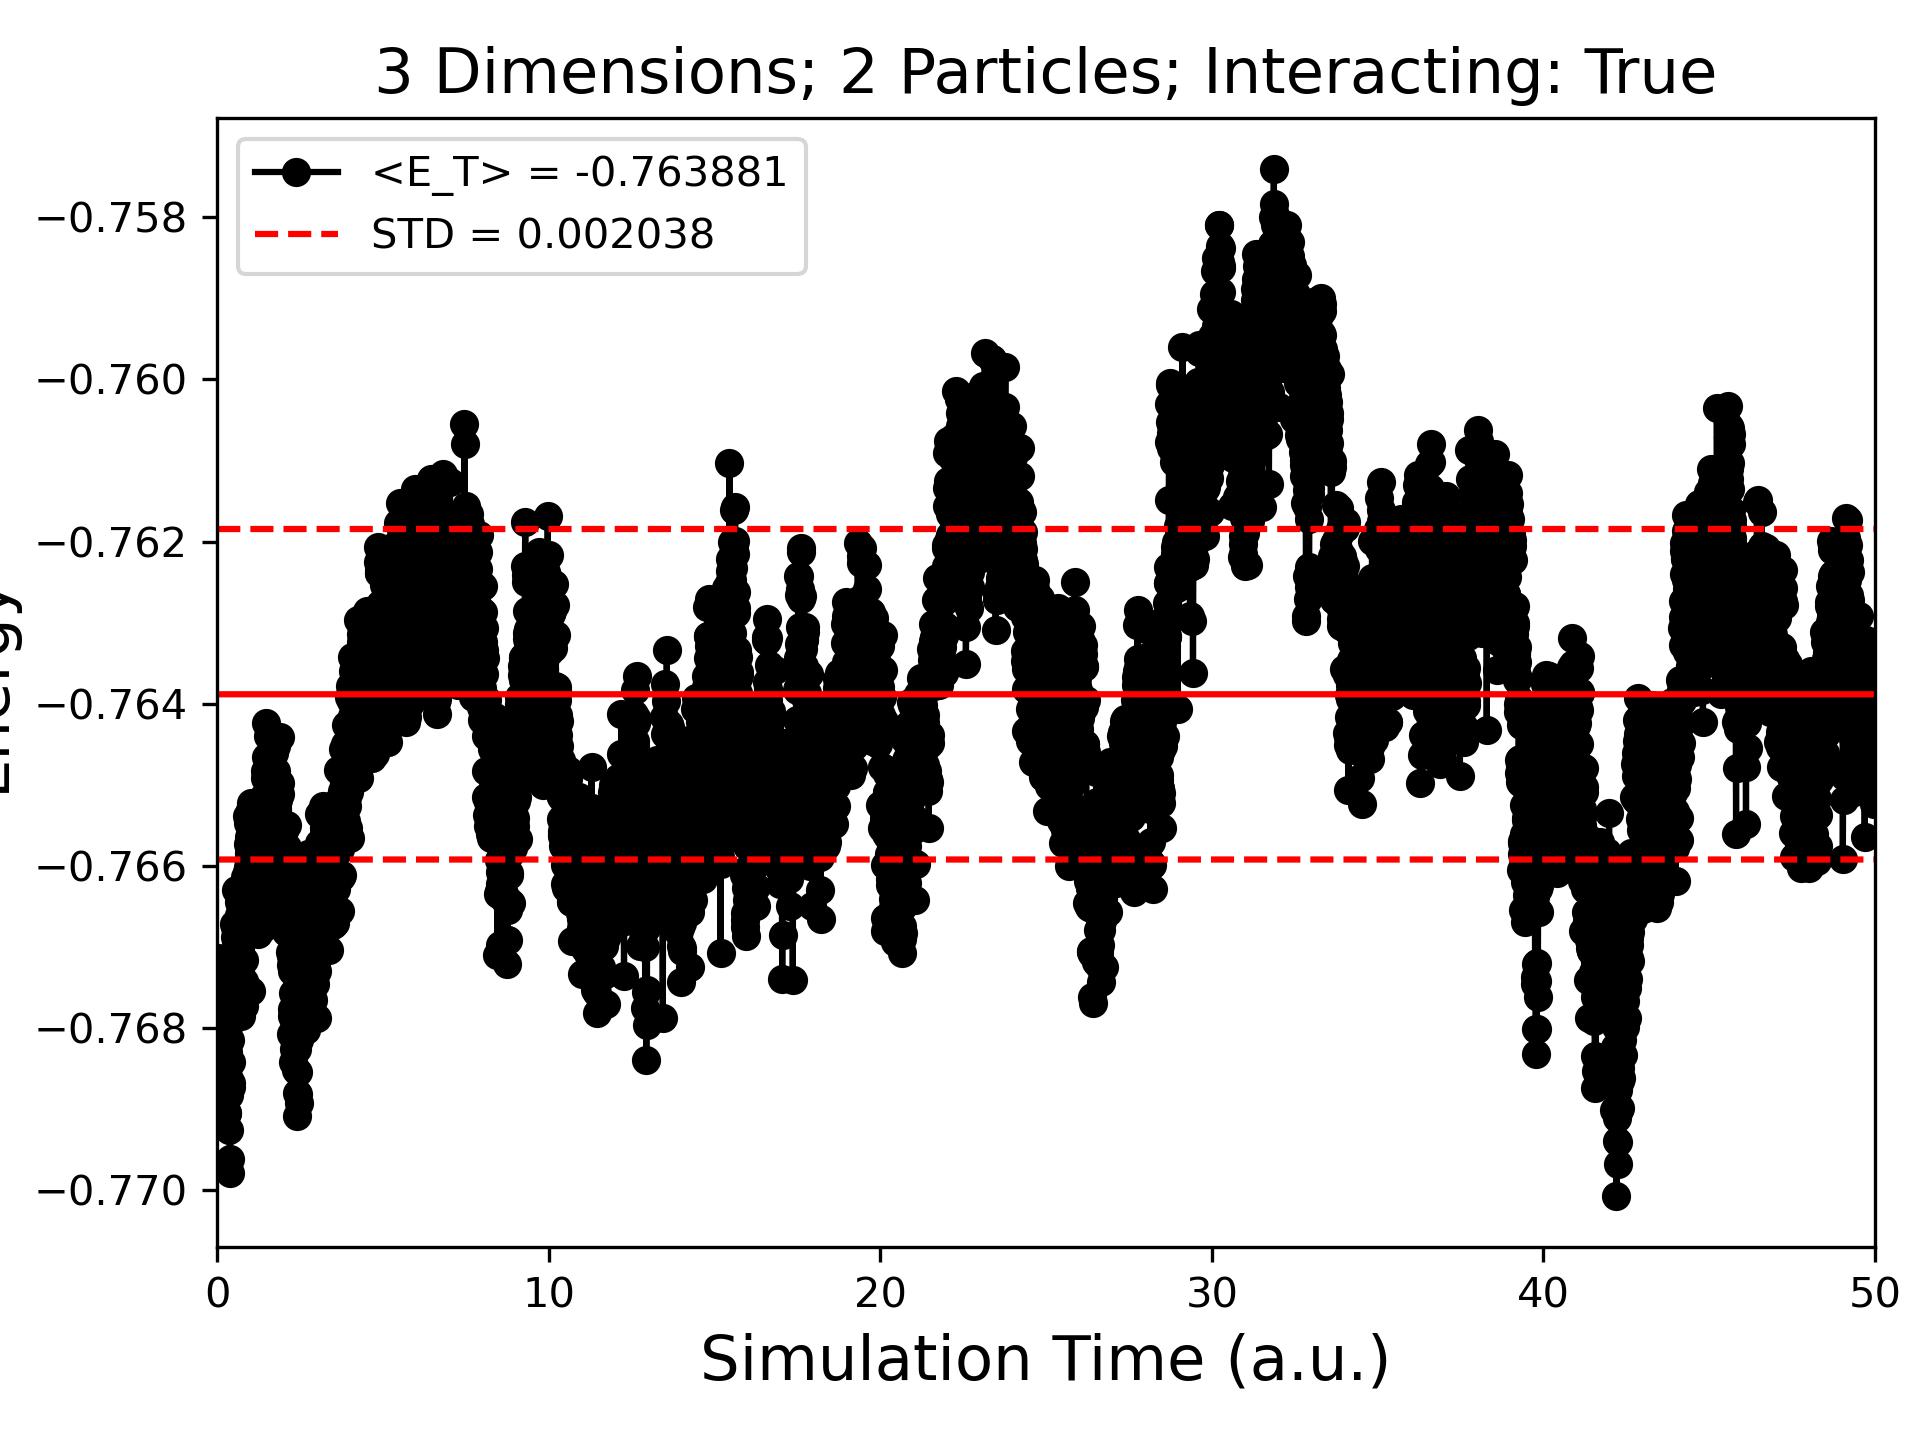 3 Dimensions; 2 Particles; Interacting: True
<E_T> = -0.763881
STD = 0.002038
−0.758
−0.760
−0.762
−0.764
−0.766
−0.768
−0.770
Energy
0 10 20 30 40 50
Simulation Time (a.u.)